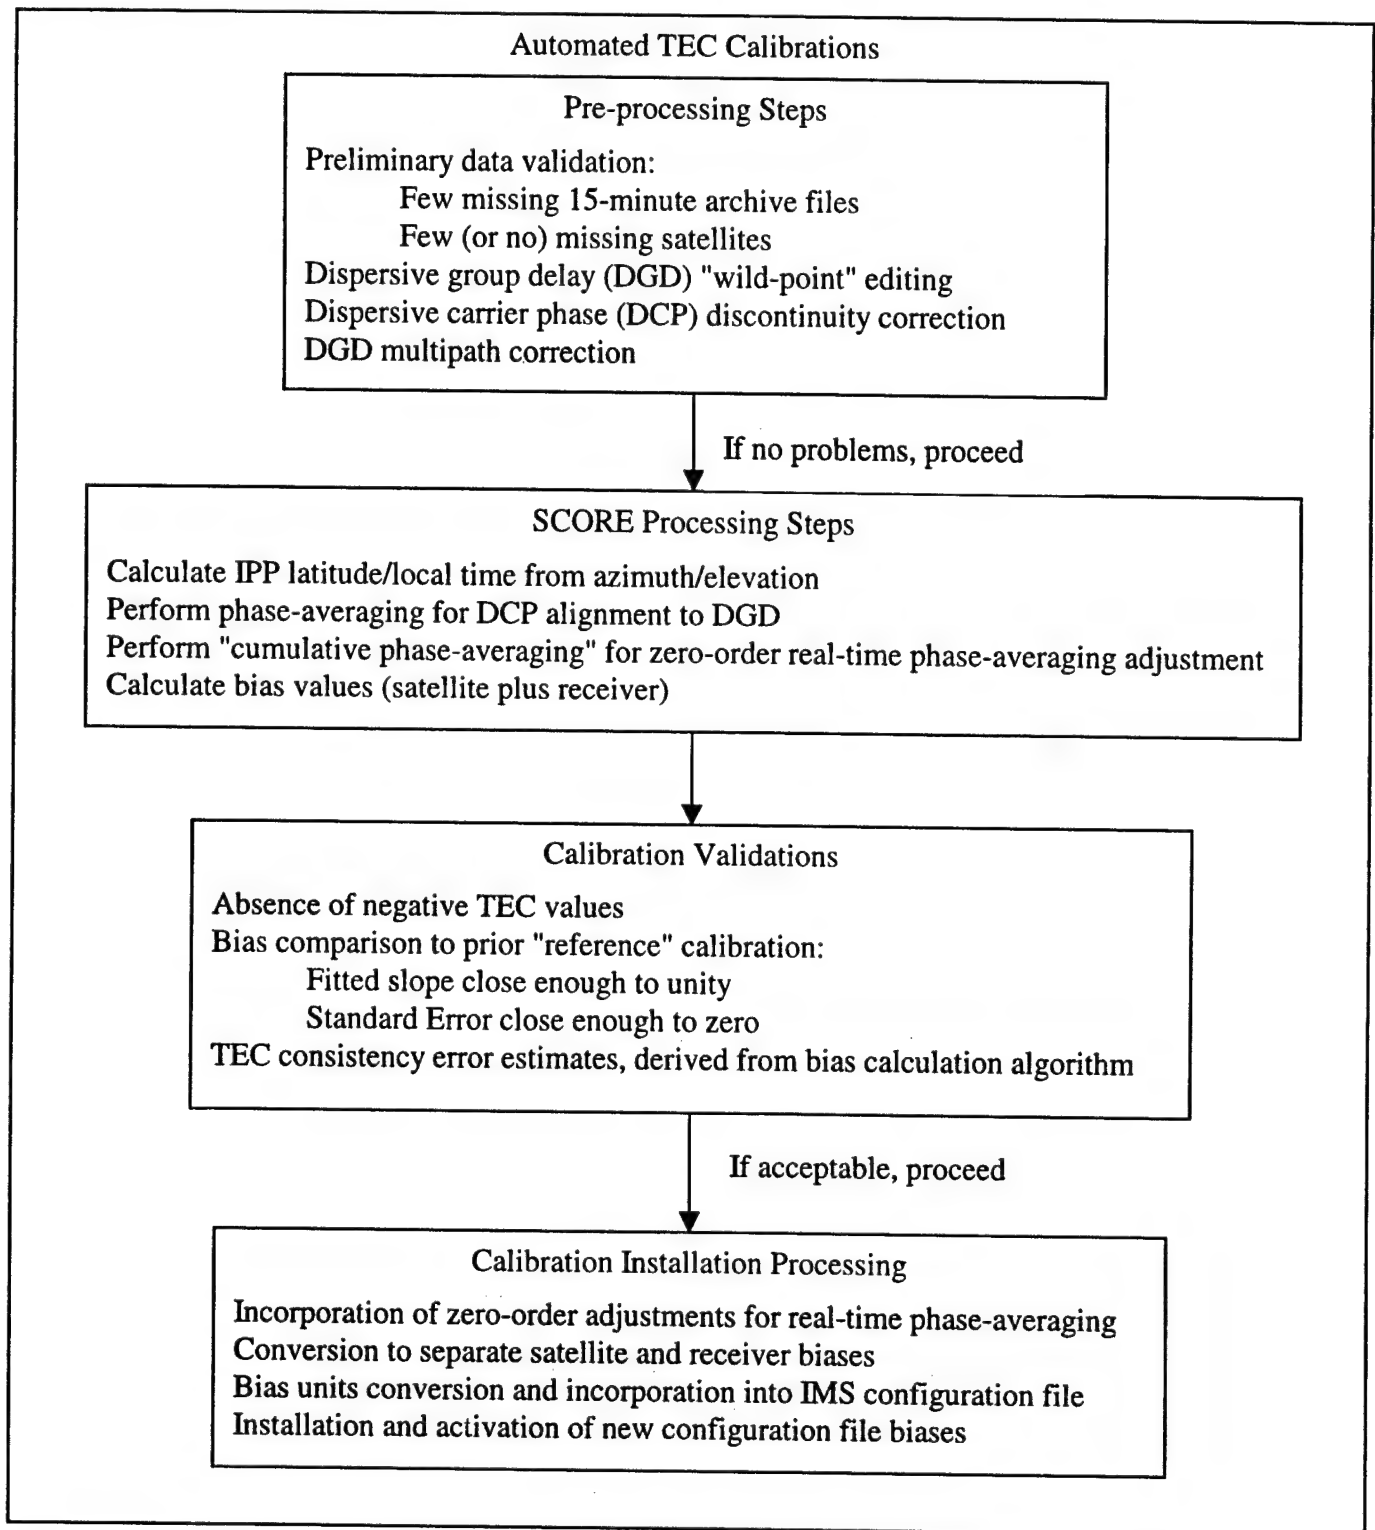 Automated TEC Calibrations
Pre-processing Steps
Preliminary data validation:
Few missing 15-minute archive files
Few (or no) missing satellites
Dispersive group delay (DGD) "wild-point" editing
Dispersive carrier phase (DCP) discontinuity correction
DGD multipath correction
If no problems, proceed
SCORE Processing Steps
Calculate IPP latitude/local time from azimuth/elevation
Perform phase-averaging for DCP alignment to DGD
Perform "cumulative phase-averaging" for zero-order real-time phase-averaging adjustment
Calculate bias values (satellite plus receiver)
Calibration Validations
Absence of negative TEC values
Bias comparison to prior "reference" calibration:
Fitted slope close enough to unity
Standard Error close enough to zero
TEC consistency error estimates, derived from bias calculation algorithm
If acceptable, proceed
Calibration Installation Processing
Incorporation of zero-order adjustments for real-time phase-averaging
Conversion to separate satellite and receiver biases
Bias units conversion and incorporation into IMS configuration file
Installation and activation of new configuration file biases